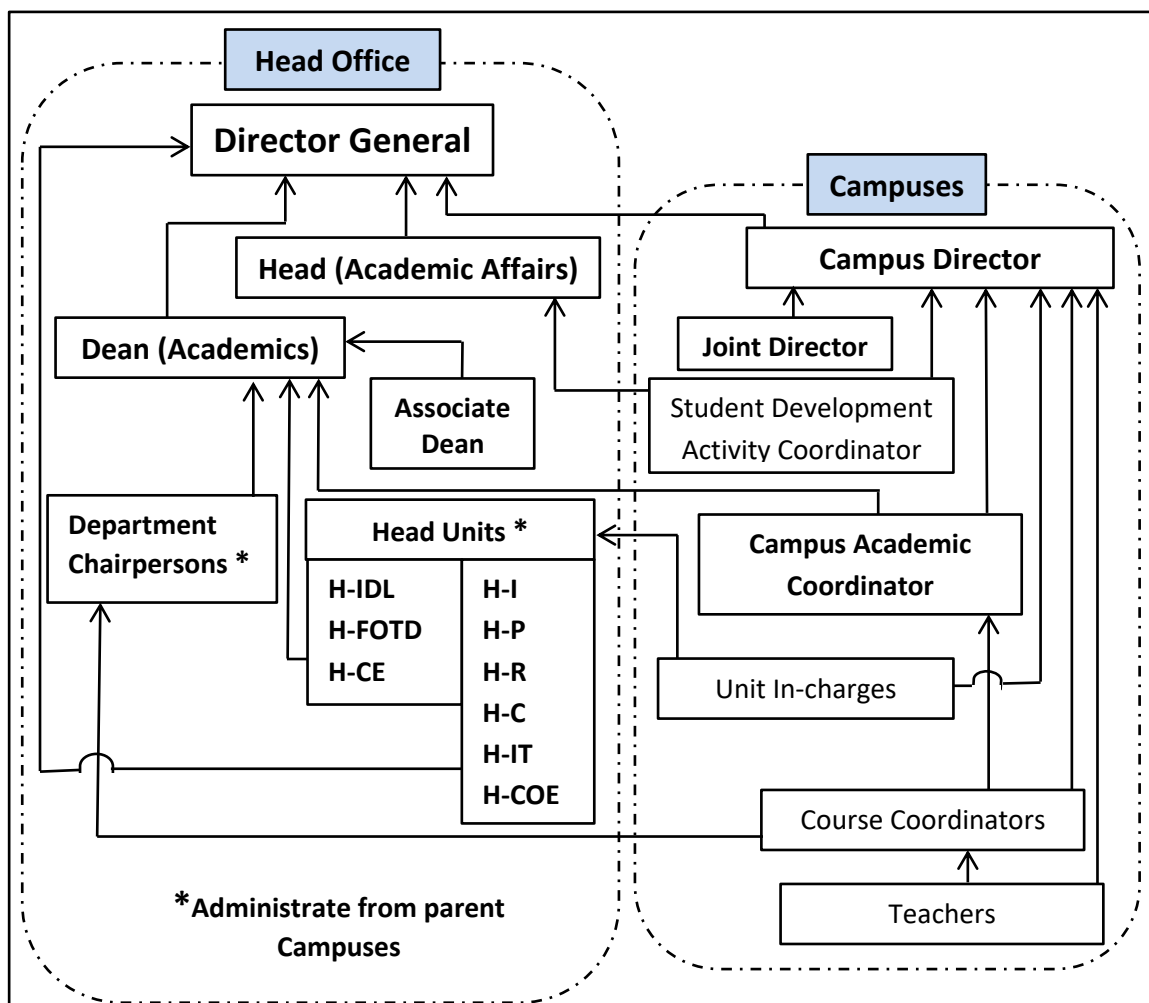 Head Office
Director General
Head (Academic Affairs)
Dean (Academics)
Associate
Dean
Department
Chairpersons *
Head Units *
H-IDL
H-FOTD
H-CE
H-I
H-P
H-R
H-C
H-IT
H-COE
*Administrate from parent
Campuses
Campuses
Campus Director
Joint Director
Student Development
Activity Coordinator
Campus Academic
Coordinator
Unit In-charges
Course Coordinators
Teachers